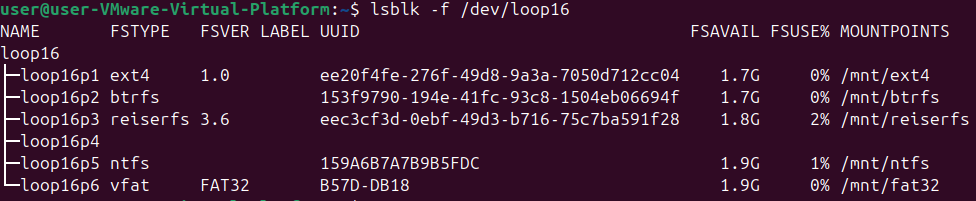 user@user-VMware-Virtual-Platform:~$ lsblk -f /dev/loop16
NAME FSTYPE FSVER LABEL UUID FSAVAIL FSUSE% MOUNTPOINTS
loop16
├─loop16p1 ext4 1.0 ee20f4fe-276f-49d8-9a3a-7050d712cc04 1.7G 0% /mnt/ext4
├─loop16p2 btrfs 153f9790-194e-41fc-93c8-1504eb06694f 1.7G 0% /mnt/btrfs
├─loop16p3 reiserfs 3.6 eec3cf3d-0ebf-49d3-b716-75c7ba591f28 1.8G 2% /mnt/reiserfs
├─loop16p4
├─loop16p5 ntfs 159A6B7A7B9B5FDC 1.9G 1% /mnt/ntfs
└─loop16p6 vfat FAT32 B57D-DB18 1.9G 0% /mnt/fat32